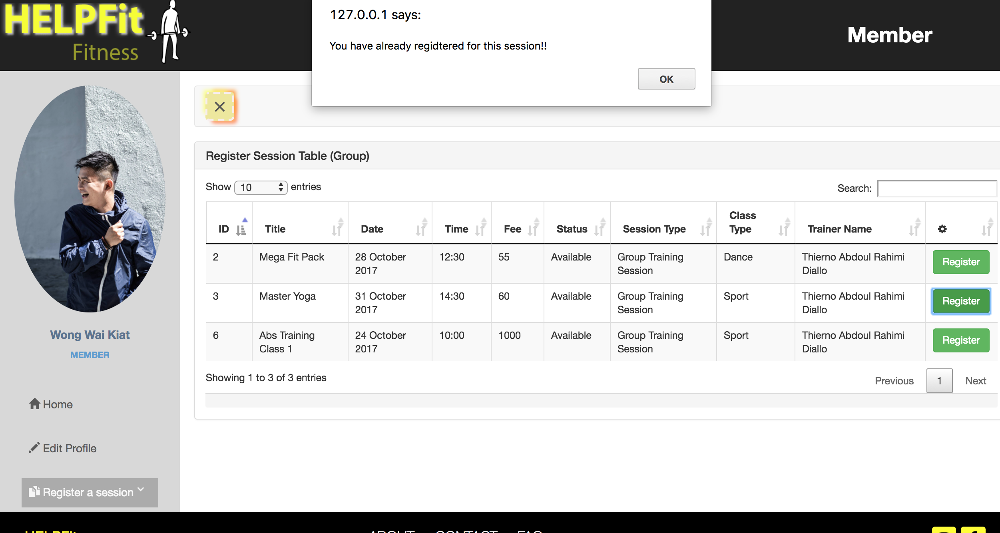 HELPFit
Fitness
127.0.0.1 says:
You have already regidtered for this session!!
OK
Member
Register Session Table (Group)
Show 10 entries
Search:
ID Title Date Time Fee Status Session Type Class Type Trainer Name
2 Mega Fit Pack 28 October 2017 12:30 55 Available Group Training Session Dance Thierno Abdoul Rahimi Diallo Register
3 Master Yoga 31 October 2017 14:30 60 Available Group Training Session Sport Thierno Abdoul Rahimi Diallo Register
6 Abs Training Class 1 24 October 2017 10:00 1000 Available Group Training Session Sport Thierno Abdoul Rahimi Diallo Register
Showing 1 to 3 of 3 entries
Previous 1 Next
Wong Wai Kiat
MEMBER
Home
Edit Profile
Register a session
HELPFit
ABOUT CONTACT FAQ